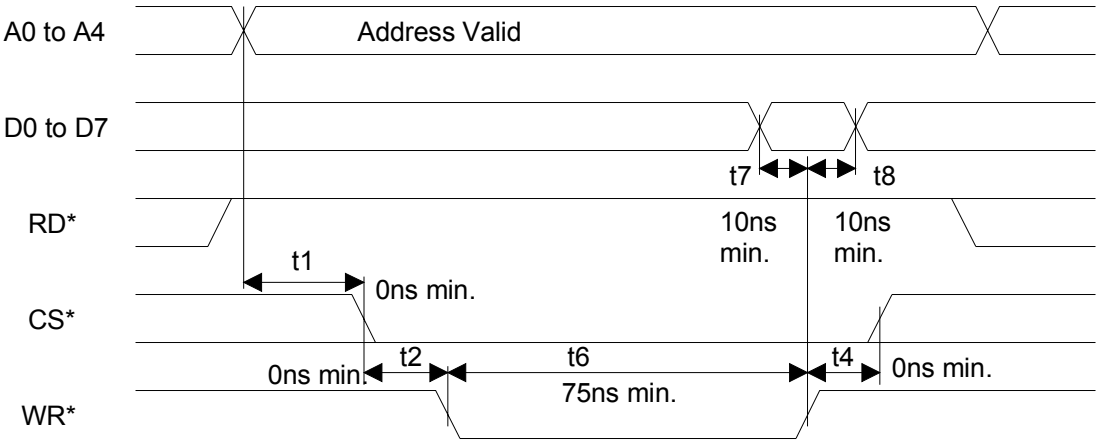 A0 to A4
Address Valid
D0 to D7
t7
t8
RD*
10ns
min.
10ns
min.
t1
0ns min.
CS*
t2
t6
t4
0ns min.
75ns min.
0ns min.
WR*